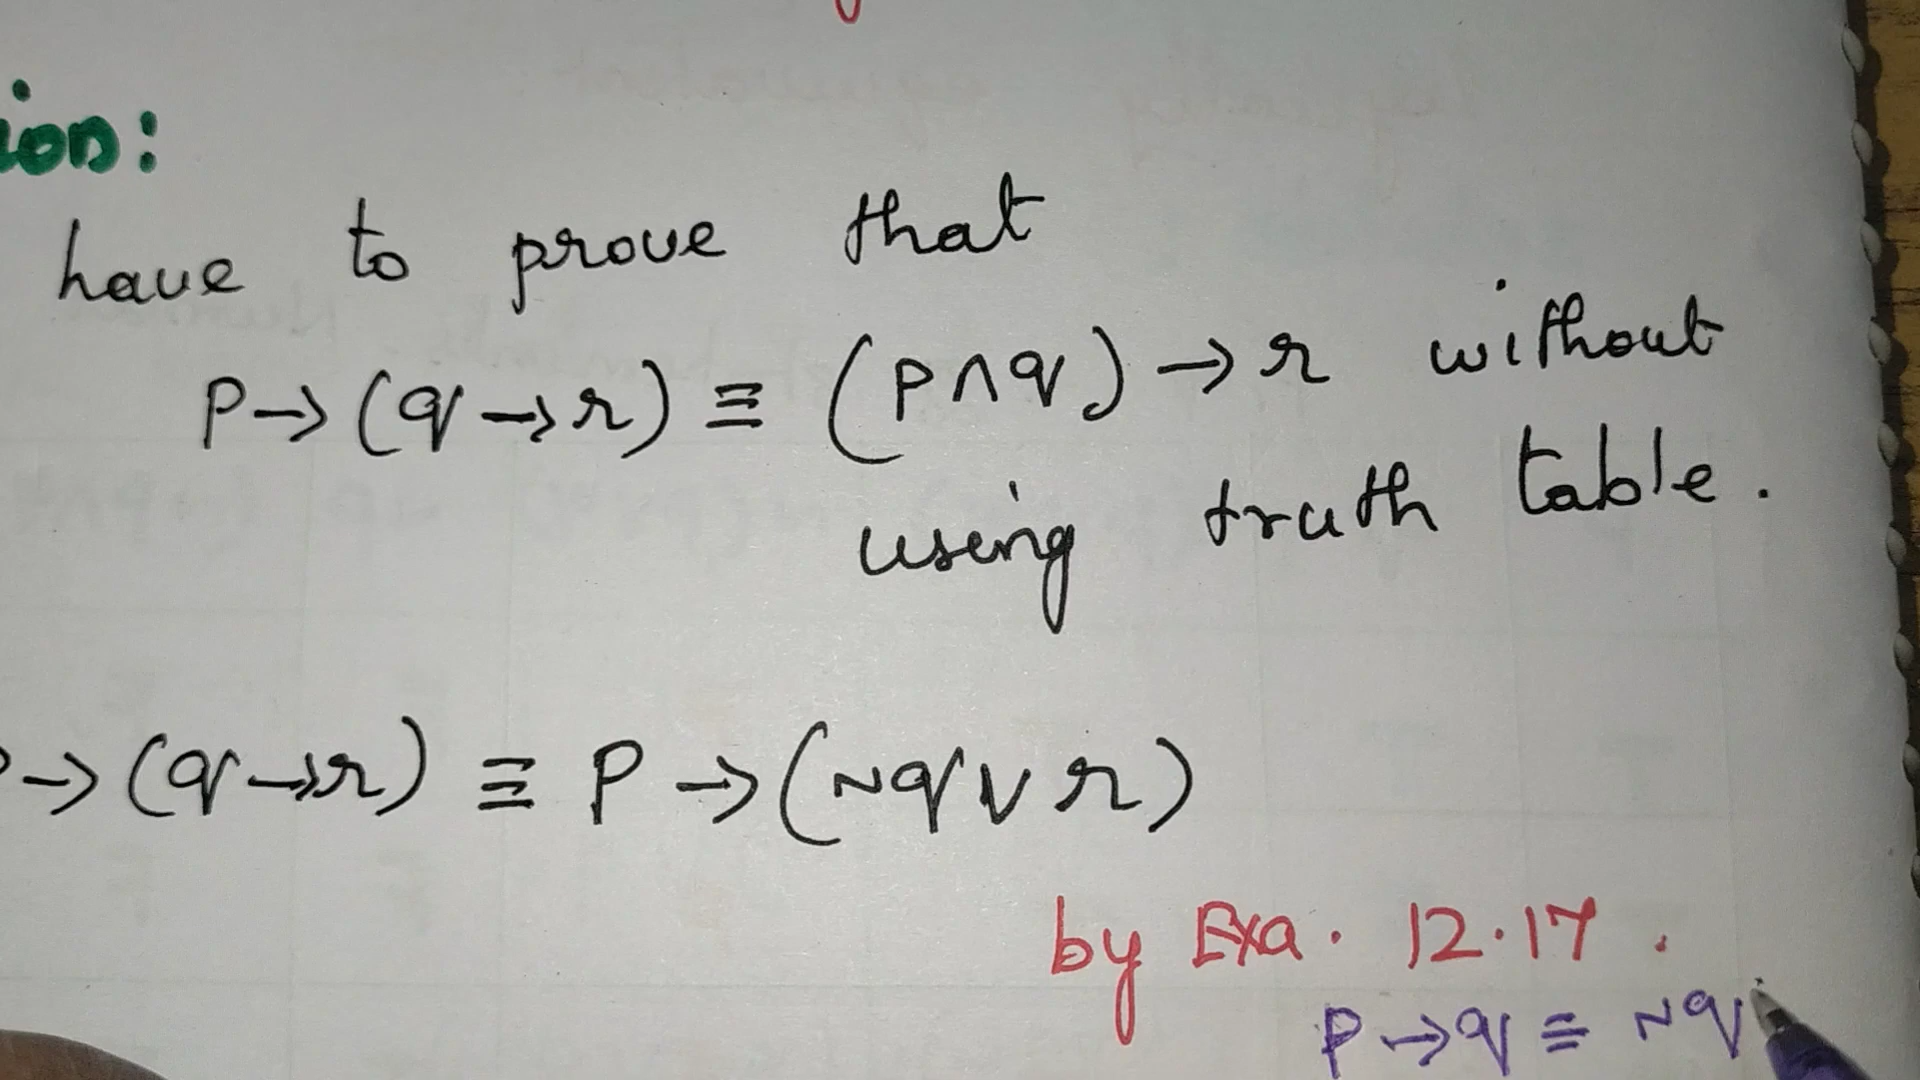 ion:
have to prove that
P→(q→r) ≡ (P∧q)→r without
using truth table.
→(q→r) ≡ P→(~q∨r)
by Exa. 12.17.
P→q ≡ ~q